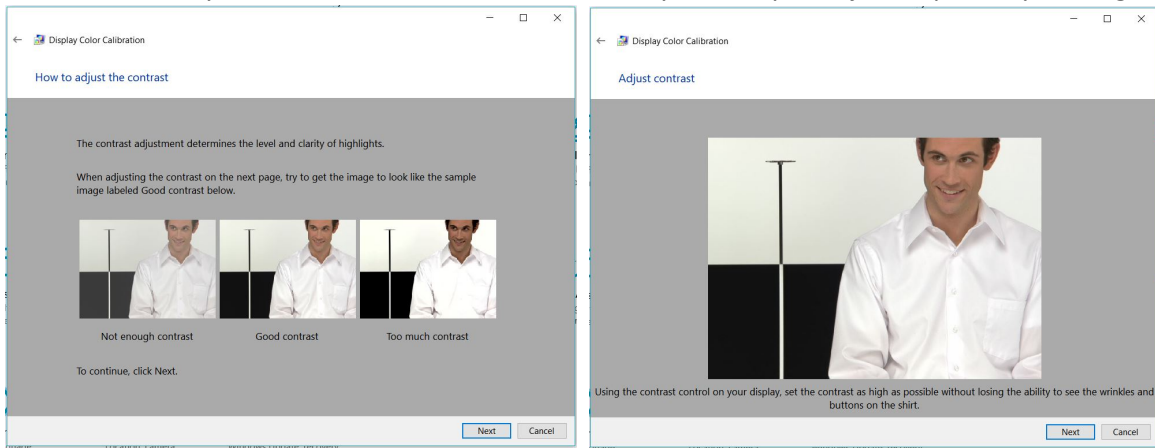 Display Color Calibration
How to adjust the contrast
The contrast adjustment determines the level and clarity of highlights.
When adjusting the contrast on the next page, try to get the image to look like the sample
image labeled Good contrast below.
Not enough contrast
Good contrast
Too much contrast
To continue, click Next.
Next
Cancel
Display Color Calibration
Adjust contrast
Using the contrast control on your display, set the contrast as high as possible without losing the ability to see the wrinkles and
buttons on the shirt.
Next
Cancel